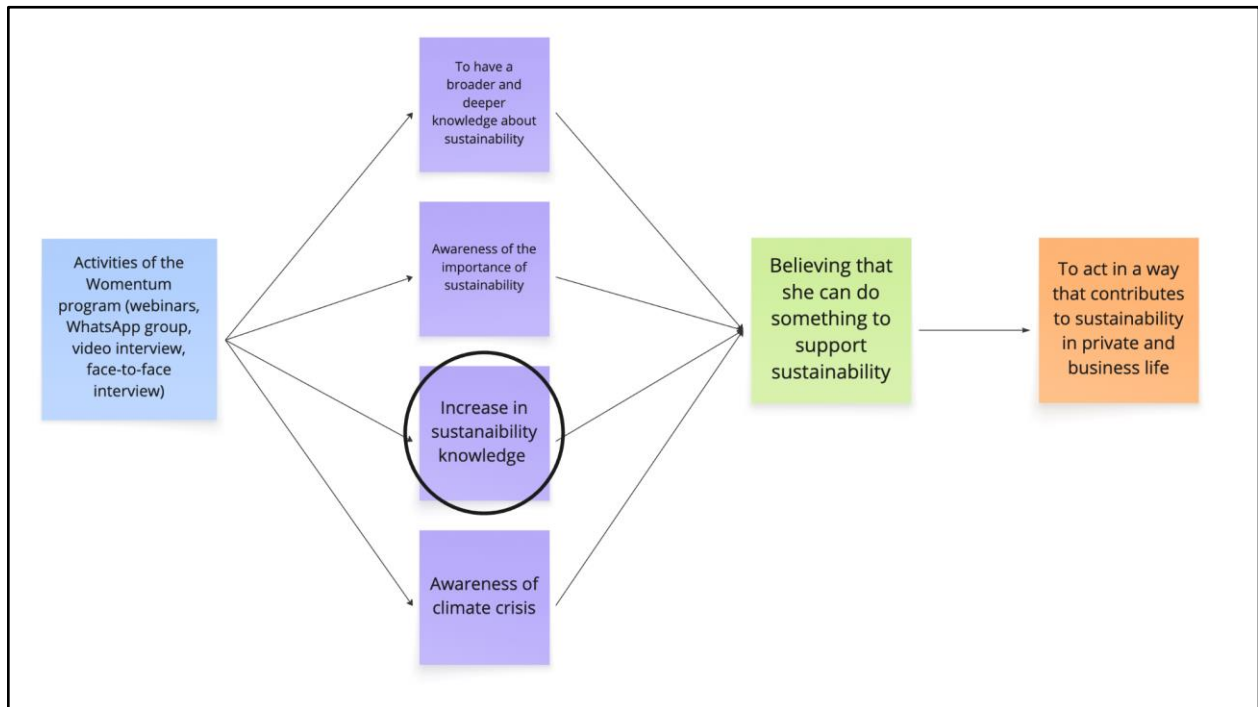 To have a
broader and
deeper
knowledge about
sustainability
Awareness of the
importance of
sustainability
Activities of the
Womentum
program (webinars,
WhatsApp group,
video interview,
face-to-face
interview)
Increase in
sustanaibility
knowledge
Awareness of
climate crisis
Believing that
she can do
something to
support
sustainability
To act in a way
that contributes
to sustainability
in private and
business life